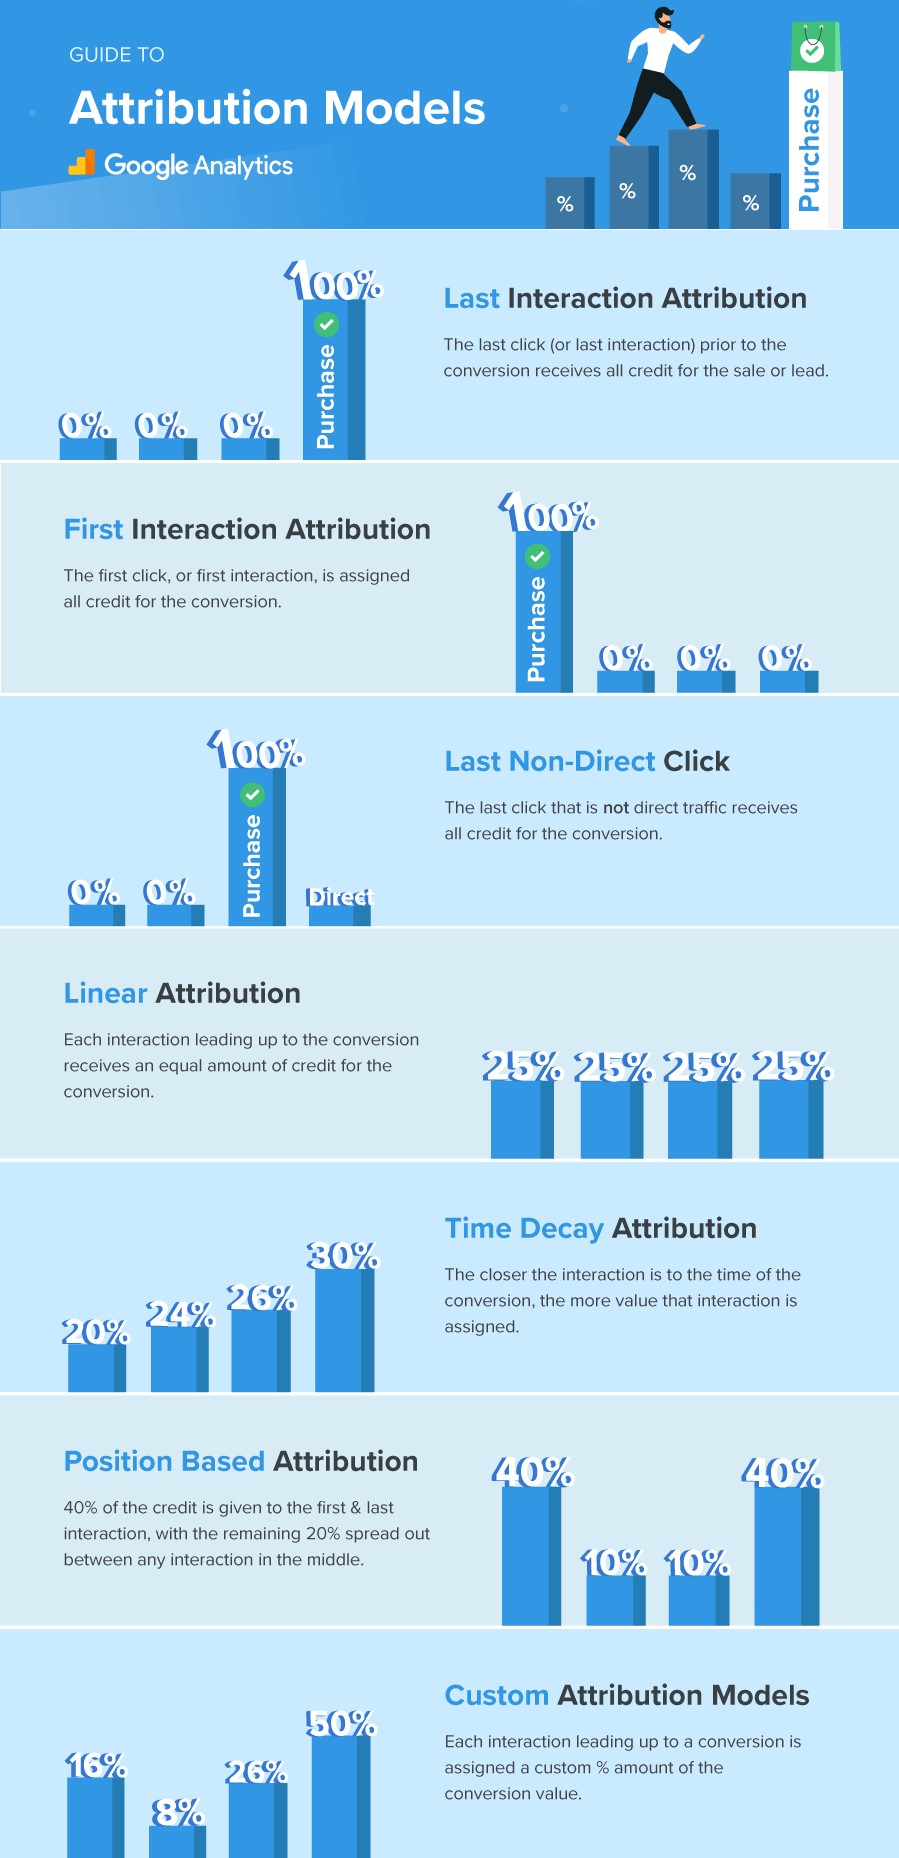 GUIDE TO
Attribution Models
Google Analytics
%
%
%
%
Purchase
100%
Purchase
0%
0%
0%
Last Interaction Attribution
The last click (or last interaction) prior to the
conversion receives all credit for the sale or lead.
First Interaction Attribution
The first click, or first interaction, is assigned
all credit for the conversion.
100%
Purchase
0%
0%
0%
100%
Purchase
0%
0%
Direct
Last Non-Direct Click
The last click that is not direct traffic receives
all credit for the conversion.
Linear Attribution
Each interaction leading up to the conversion
receives an equal amount of credit for the
conversion.
25%
25%
25%
25%
20%
24%
26%
30%
Time Decay Attribution
The closer the interaction is to the time of the
conversion, the more value that interaction is
assigned.
Position Based Attribution
40% of the credit is given to the first & last
interaction, with the remaining 20% spread out
between any interaction in the middle.
40%
10%
10%
40%
16%
8%
26%
50%
Custom Attribution Models
Each interaction leading up to a conversion is
assigned a custom % amount of the
conversion value.